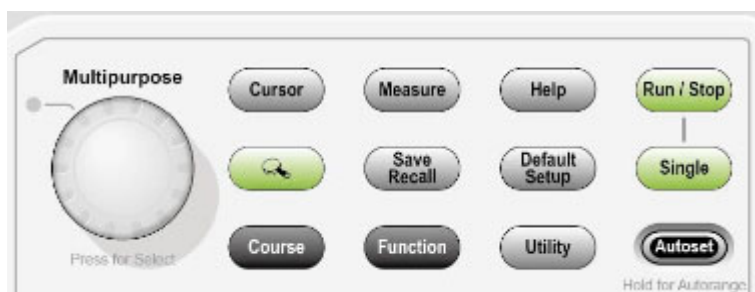 Multipurpose
Cursor
Measure
Help
Run / Stop
Save
Recall
Default
Setup
Single
Course
Function
Utility
Autoset
Press for Select
Hold for Autorange